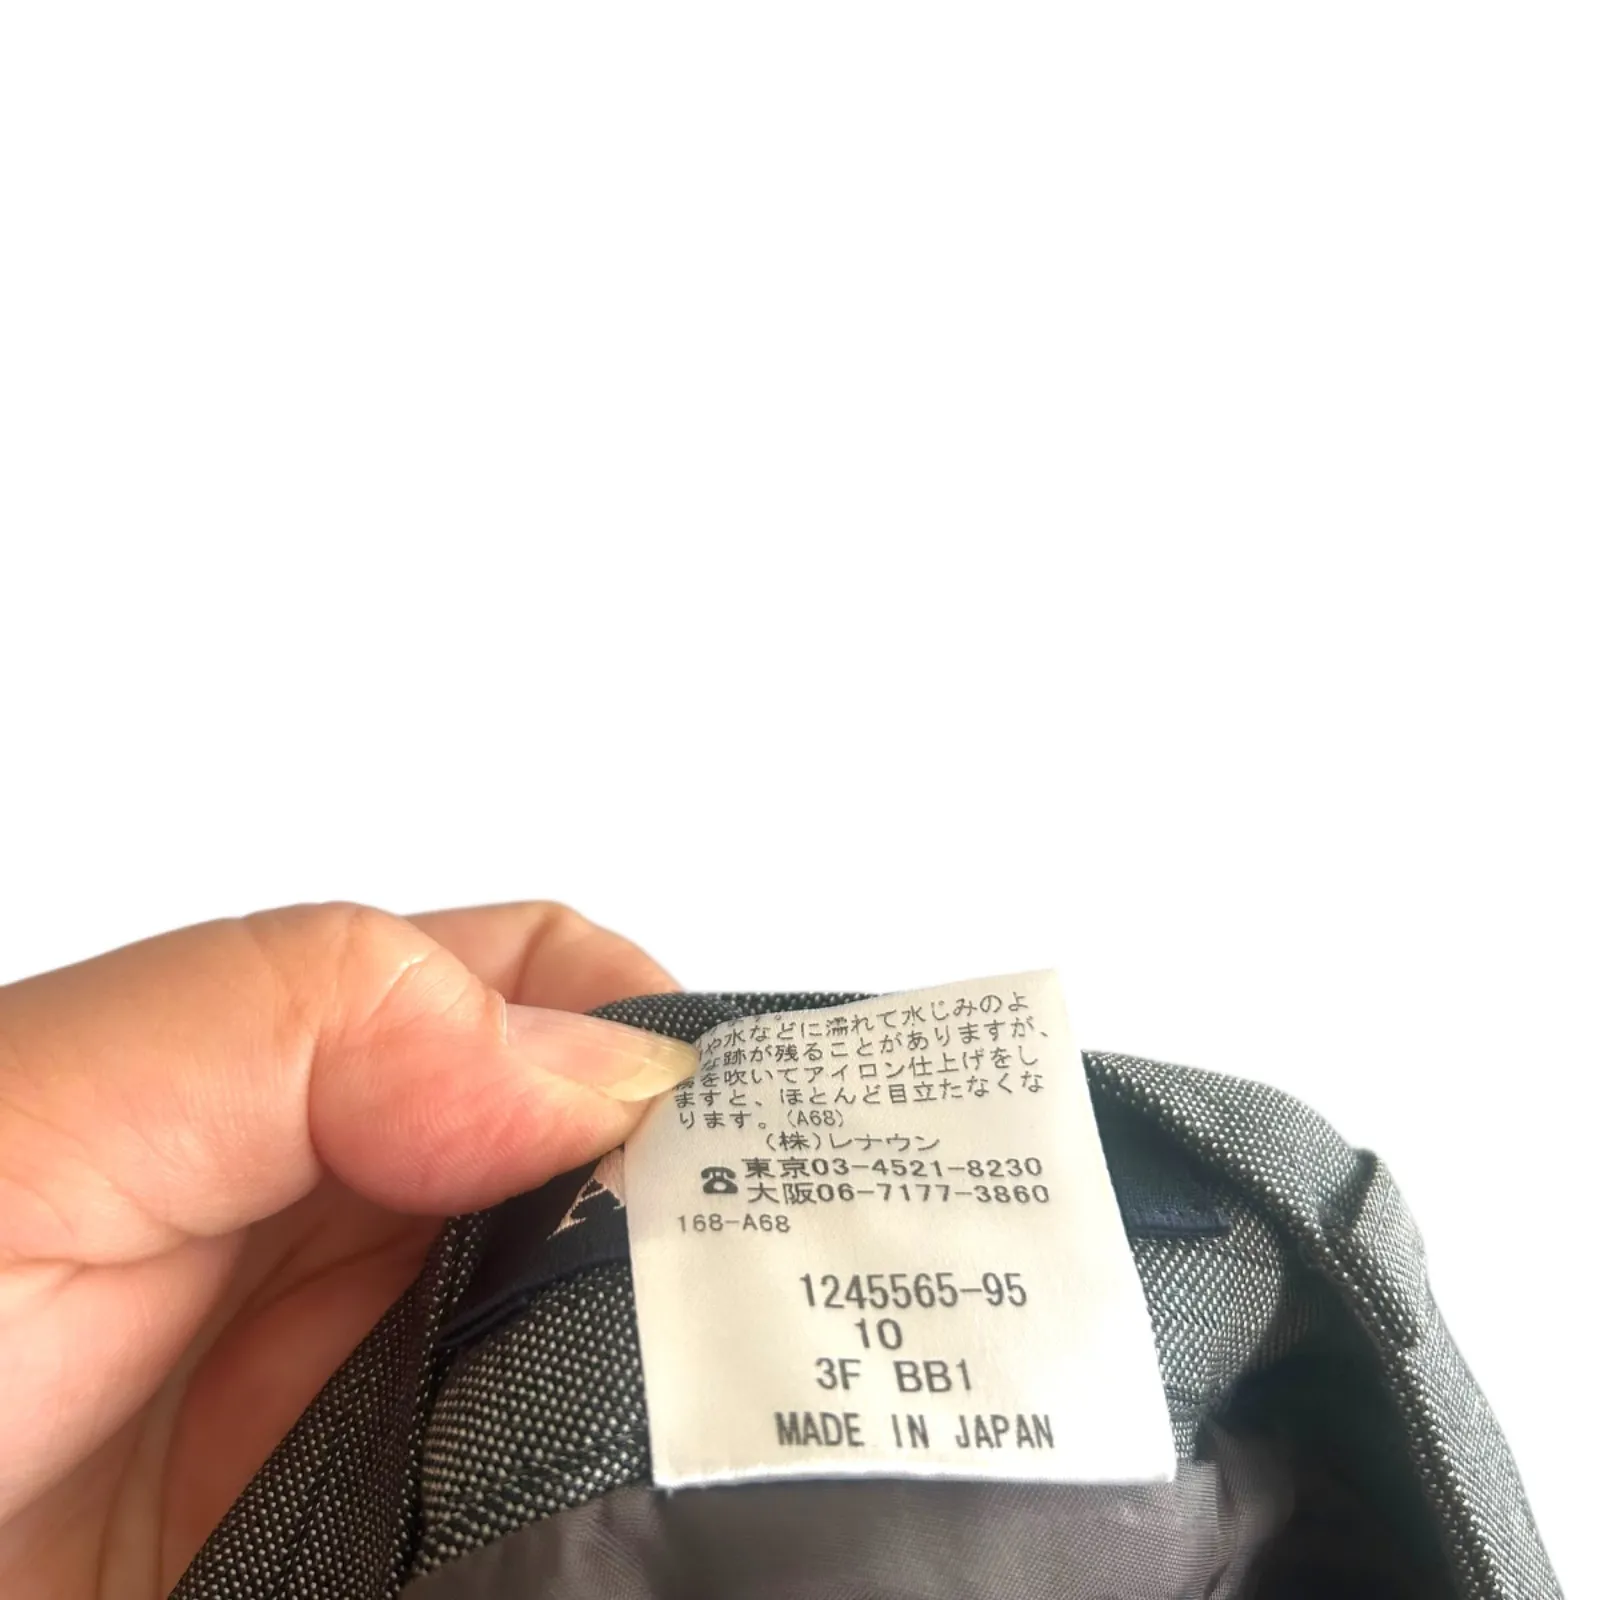 や水などに濡れて水じみのよ
な跡が残ることがありますが、
を吹いてアイロン仕上げをし
ますと、ほとんど目立たなくな
ります。(A68)
(株)レナウン
☎東京03-4521-8230
大阪06-7177-3860
168-A68
1245565-95
10
3F BB1
MADE IN JAPAN
A